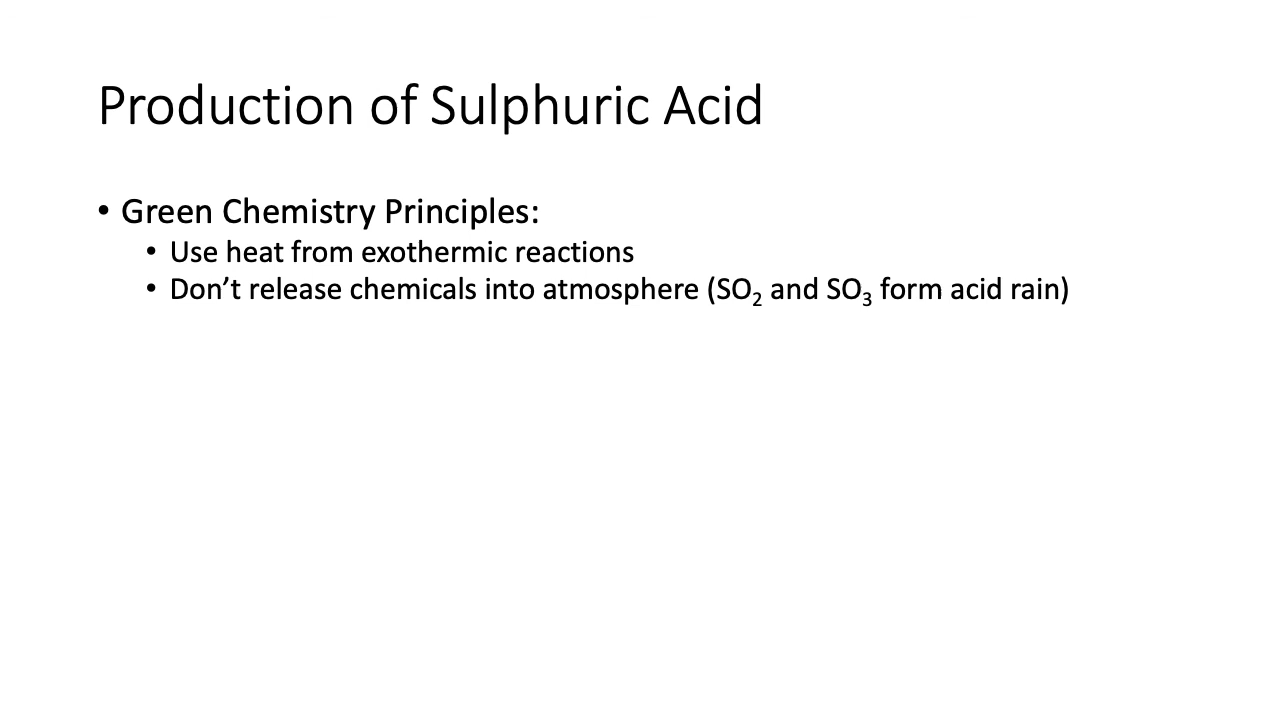 Production of Sulphuric Acid
• Green Chemistry Principles:
• Use heat from exothermic reactions
• Don’t release chemicals into atmosphere (SO₂ and SO₃ form acid rain)